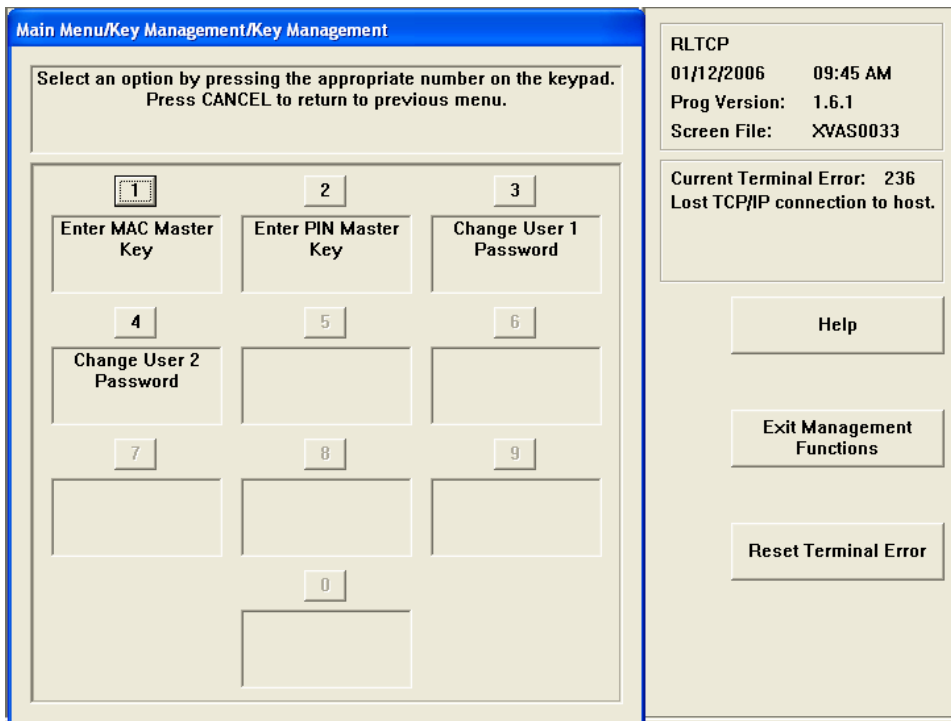 Main Menu/Key Management/Key Management
Select an option by pressing the appropriate number on the keypad.
Press CANCEL to return to previous menu.
1
2
3
Enter MAC Master
Key
Enter PIN Master
Key
Change User 1
Password
4
5
6
Change User 2
Password
7
8
9
0
RLTCP
01/12/2006 09:45 AM
Prog Version: 1.6.1
Screen File: XVAS0033
Current Terminal Error: 236
Lost TCP/IP connection to host.
Help
Exit Management
Functions
Reset Terminal Error